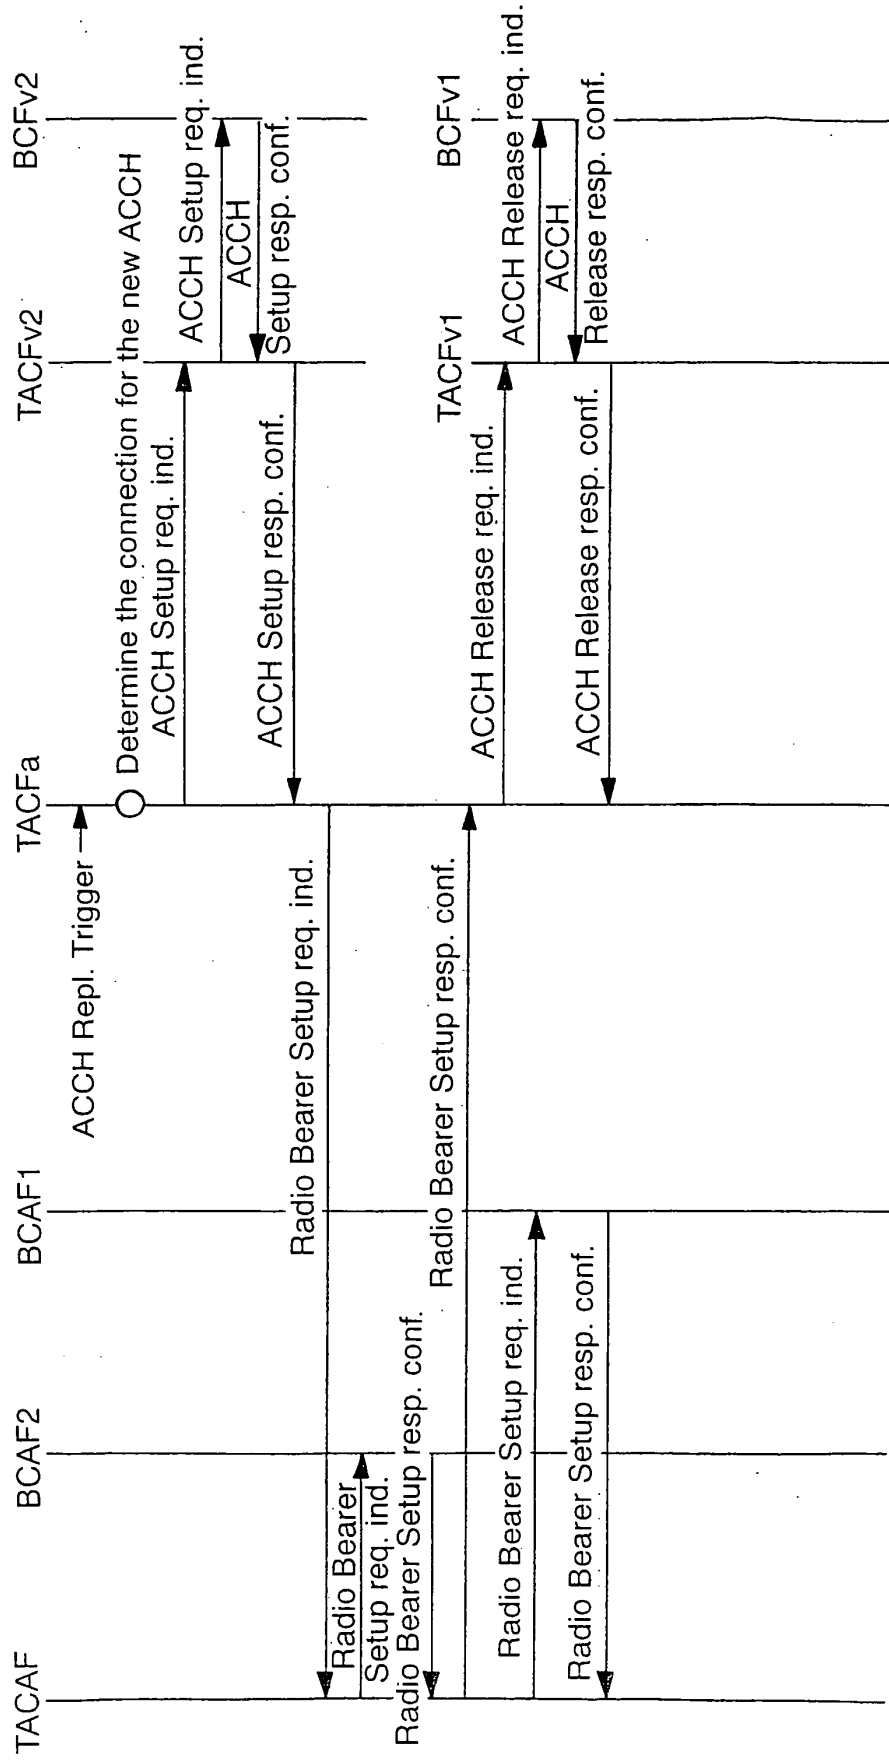 TACAF
BCAF2
BCAF1
TACFa
TACFv2
BCFv2
ACCH Repl. Trigger
Determine the connection for the new ACCH
ACCH Setup req. ind.
ACCH Setup req. ind.
ACCH
Setup resp. conf.
ACCH Setup resp. conf.
Radio Bearer Setup req. ind.
Radio Bearer
Setup req. ind.
Radio Bearer Setup resp. conf.
Radio Bearer Setup resp. conf.
TACFv1
BCFv1
ACCH Release req. ind.
ACCH Release req. ind.
ACCH
Release resp. conf.
ACCH Release resp. conf.
Radio Bearer Setup req. ind.
Radio Bearer Setup resp. conf.